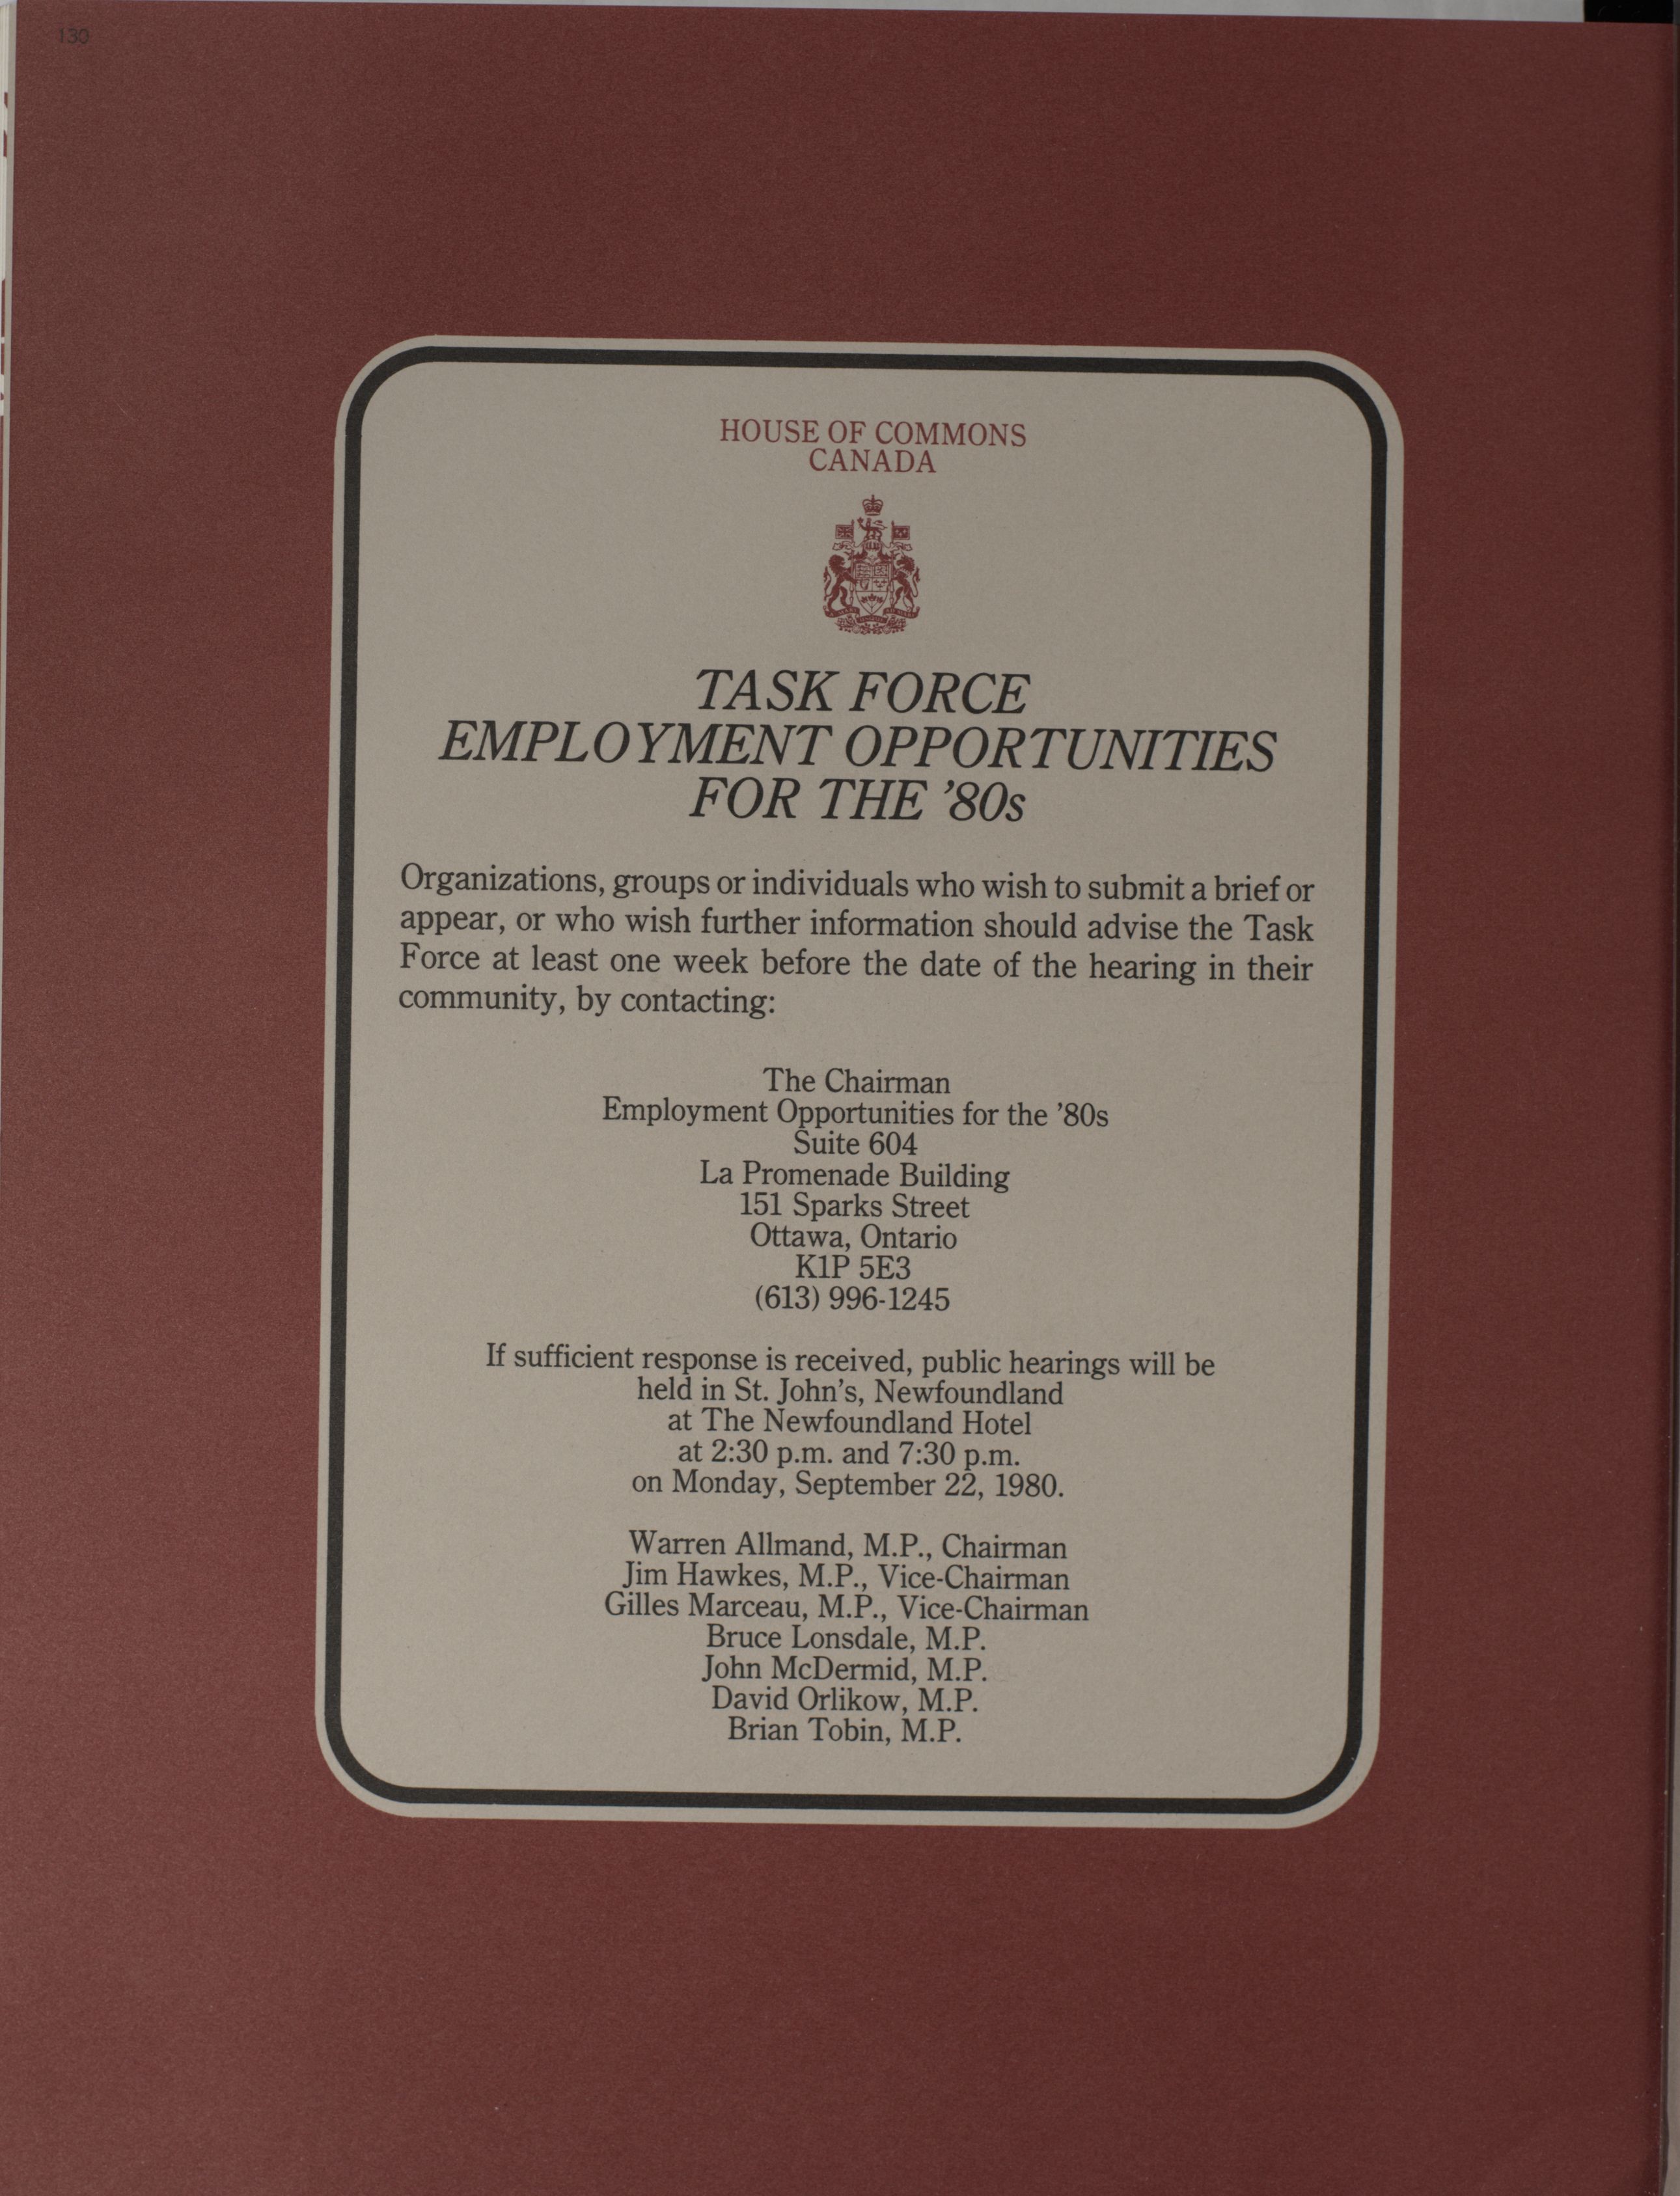 130
HOUSE OF COMMONS
CANADA
TASK FORCE
EMPLOYMENT OPPORTUNITIES
FOR THE '80s
Organizations, groups or individuals who wish to submit a brief or
appear, or who wish further information should advise the Task
Force at least one week before the date of the hearing in their
community, by contacting:
The Chairman
Employment Opportunities for the '80s
Suite 604
La Promenade Building
151 Sparks Street
Ottawa, Ontario
K1P 5E3
(613) 996-1245
If sufficient response is received, public hearings will be
held in St. John's, Newfoundland
at The Newfoundland Hotel
at 2:30 p.m. and 7:30 p.m.
on Monday, September 22, 1980.
Warren Allmand, M.P., Chairman
Jim Hawkes, M.P., Vice-Chairman
Gilles Marceau, M.P., Vice-Chairman
Bruce Lonsdale, M.P.
John McDermid, M.P.
David Orlikow, M.P.
Brian Tobin, M.P.